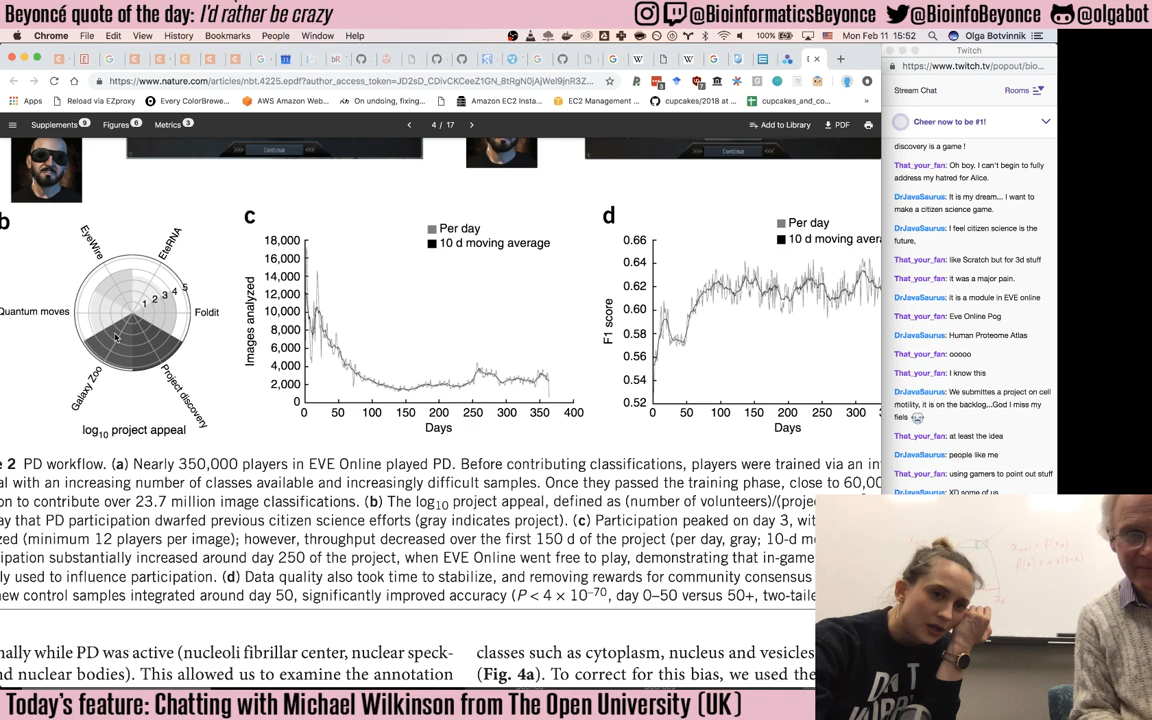 Beyoncé quote of the day: I'd rather be crazy
@BioinformaticsBeyonce @BioinfoBeyonce @olgabot
Chrome File Edit View History Bookmarks People Window Help
100% Mon Feb 11 15:52 Olga Botvinnik
Twitch
https://www.nature.com/articles/nbt.4225.epdf?author_access_token=JD2sD_CDivCKCeeZ1GN_BtRgN0jAjWel9jnR3Z...
https://www.twitch.tv/popout/bio...
Apps Reload via EZproxy Every ColorBrewe... AWS Amazon Web... On undoing, fixing... Amazon EC2 Insta... EC2 Management ... cupcakes/2018 at ... cupcakes_and_co... »
Stream Chat Rooms
Supplements 9 Figures 6 Metrics 3 4 / 17 Add to Library PDF
Cheer now to be #1!
>>> Continue <<<
>>> Continue <<<
b
EyeWire
EteRNA
Quantum moves
Foldit
Galaxy Zoo
Project discovery
1 2 3 4 5
log10 project appeal
c
Per day
10 d moving average
Images analyzed
18,000
16,000
14,000
12,000
10,000
8,000
6,000
4,000
2,000
0
0 50 100 150 200 250 300 350 400
Days
d
Per day
10 d moving avera
F1 score
0.66
0.64
0.62
0.60
0.58
0.56
0.54
0.52
0 50 100 150 200 250 300
Days
e 2 PD workflow. (a) Nearly 350,000 players in EVE Online played PD. Before contributing classifications, players were trained via an in
al with an increasing number of classes available and increasingly difficult samples. Once they passed the training phase, close to 60,00
on to contribute over 23.7 million image classifications. (b) The log10 project appeal, defined as (number of volunteers)/(proje
ay that PD participation dwarfed previous citizen science efforts (gray indicates project). (c) Participation peaked on day 3, wit
zed (minimum 12 players per image); however, throughput decreased over the first 150 d of the project (per day, gray; 10-d m
ipation substantially increased around day 250 of the project, when EVE Online went free to play, demonstrating that in-game
ly used to influence participation. (d) Data quality also took time to stabilize, and removing rewards for community consensus
new control samples integrated around day 50, significantly improved accuracy (P < 4 × 10–70, day 0–50 versus 50+, two-taile
nally while PD was active (nucleoli fibrillar center, nuclear speck-
nd nuclear bodies). This allowed us to examine the annotation
classes such as cytoplasm, nucleus and vesicles
(Fig. 4a). To correct for this bias, we used the
discovery is a game !
That_your_fan: Oh boy. I can't begin to fully
address my hatred for Alice.
DrJavaSaurus: It is my dream... I want to
make a citizen science game.
DrJavaSaurus: I feel citizen science is the
future,
That_your_fan: like Scratch but for 3d stuff
That_your_fan: it was a major pain.
DrJavaSaurus: it is a module in EVE online
That_your_fan: Eve Online Pog
DrJavaSaurus: Human Proteome Atlas
That_your_fan: ooooo
That_your_fan: I know this
DrJavaSaurus: We submittes a project on cell
motility, it is on the backlog...God I miss my
fiels
That_your_fan: at least the idea
DrJavaSaurus: people like me
That_your_fan: using gamers to point out stuff
DrJavaSaurus: XD some of us
Today's feature: Chatting with Michael Wilkinson from The Open University (UK)